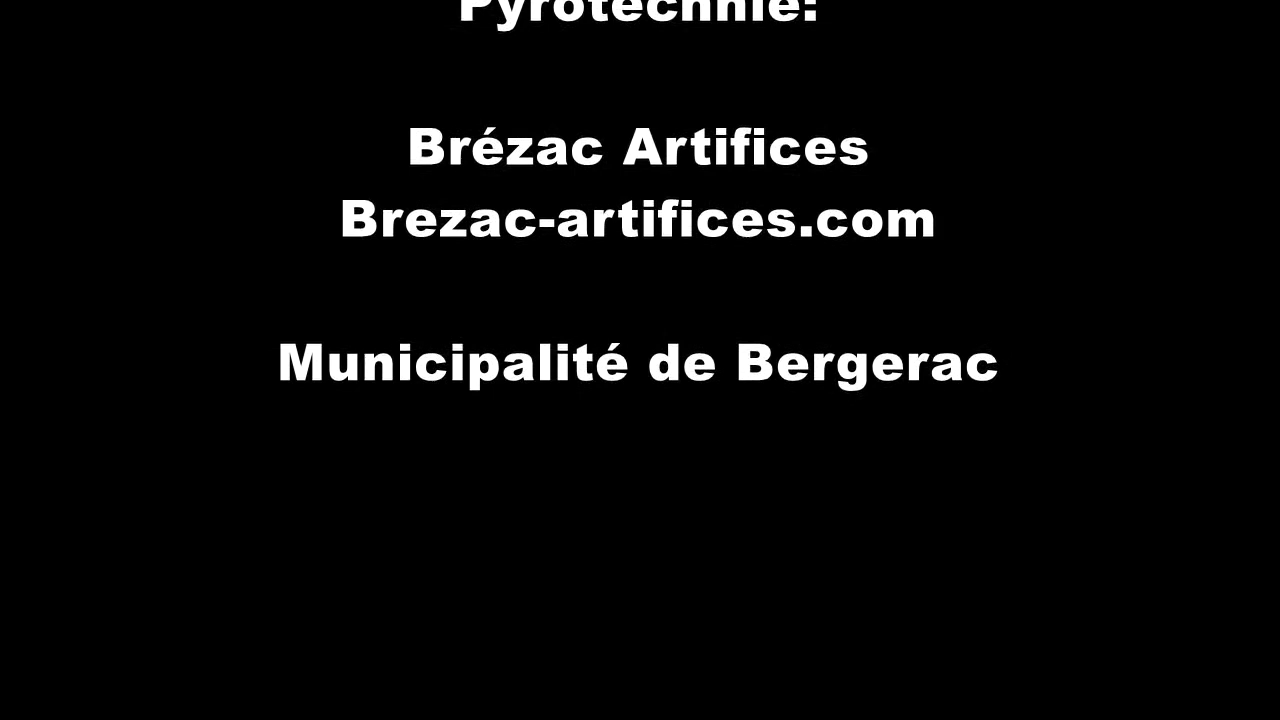 Pyrotechnie:
Brézac Artifices
Brezac-artifices.com
Municipalité de Bergerac